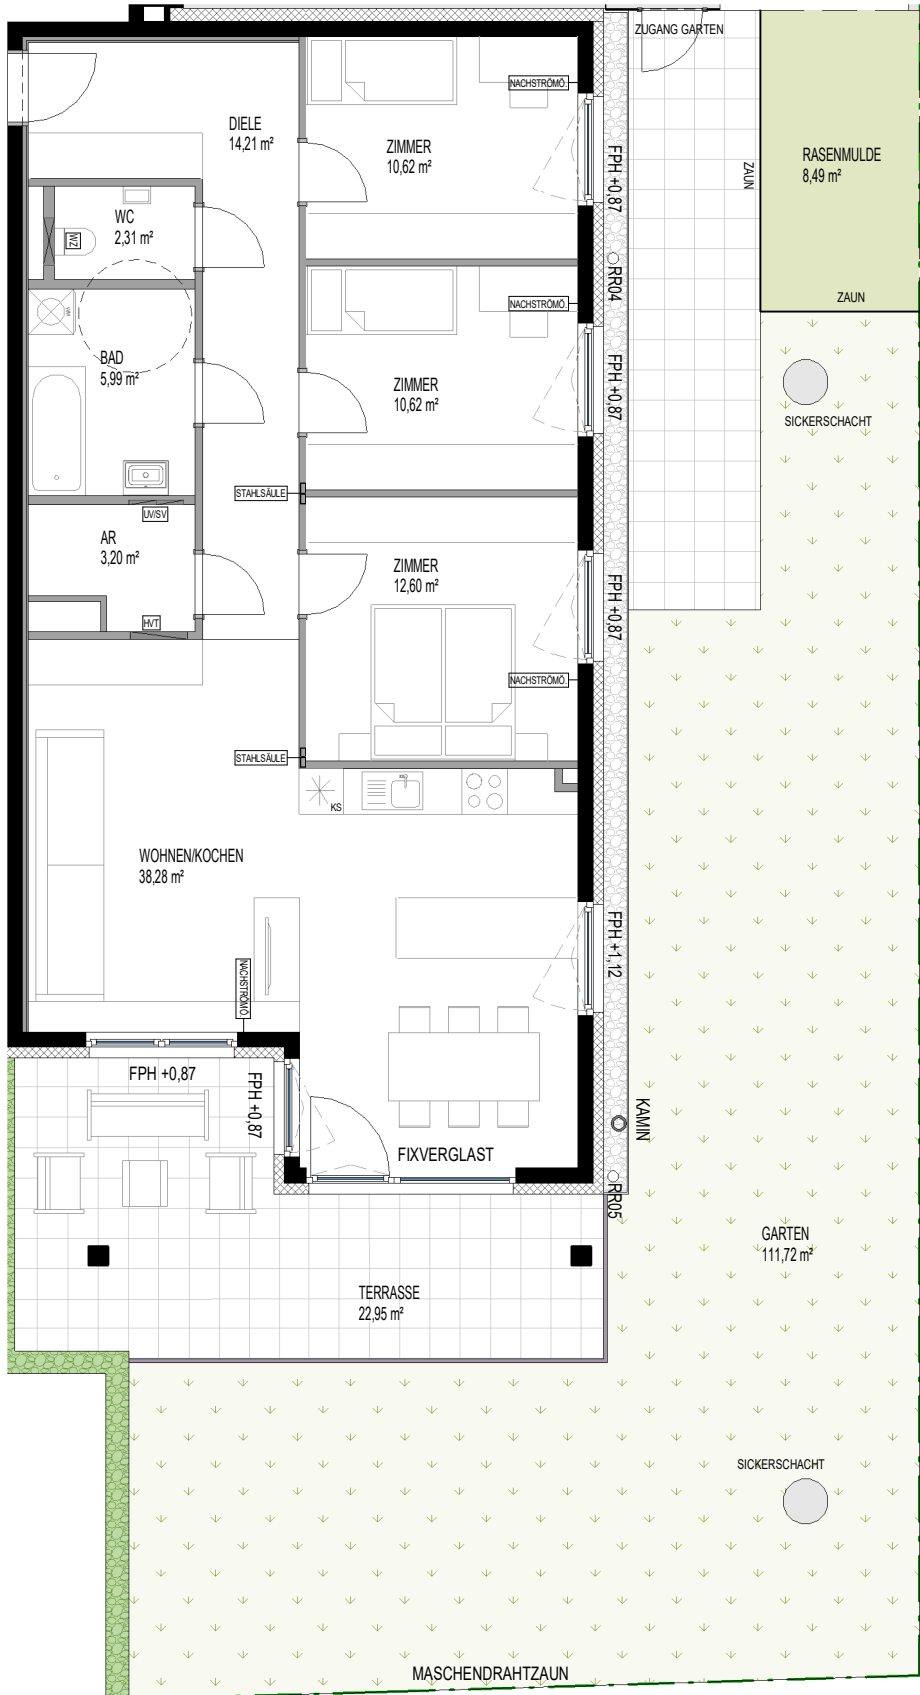 ZUGANG GARTEN
NACHSTRÖMÖ.
DIELE
14,21 m²
ZIMMER
10,62 m²
FPH +0,87
ZAUN
RASENMULDE
8,49 m²
WC
2,31 m²
WZ
RR04
ZAUN
NACHSTRÖMÖ.
WM
BAD
5,99 m²
ZIMMER
10,62 m²
FPH +0,87
SICKERSCHACHT
STAHLSÄULE
UV/SV
AR
3,20 m²
ZIMMER
12,60 m²
FPH +0,87
HVT
NACHSTRÖMÖ.
STAHLSÄULE
KS
WOHNEN/KOCHEN
38,28 m²
FPH +1,12
NACHSTRÖMÖ.
FPH +0,87
FPH +0,87
KAMIN
FIXVERGLAST
RR05
GARTEN
111,72 m²
TERRASSE
22,95 m²
SICKERSCHACHT
MASCHENDRAHTZAUN